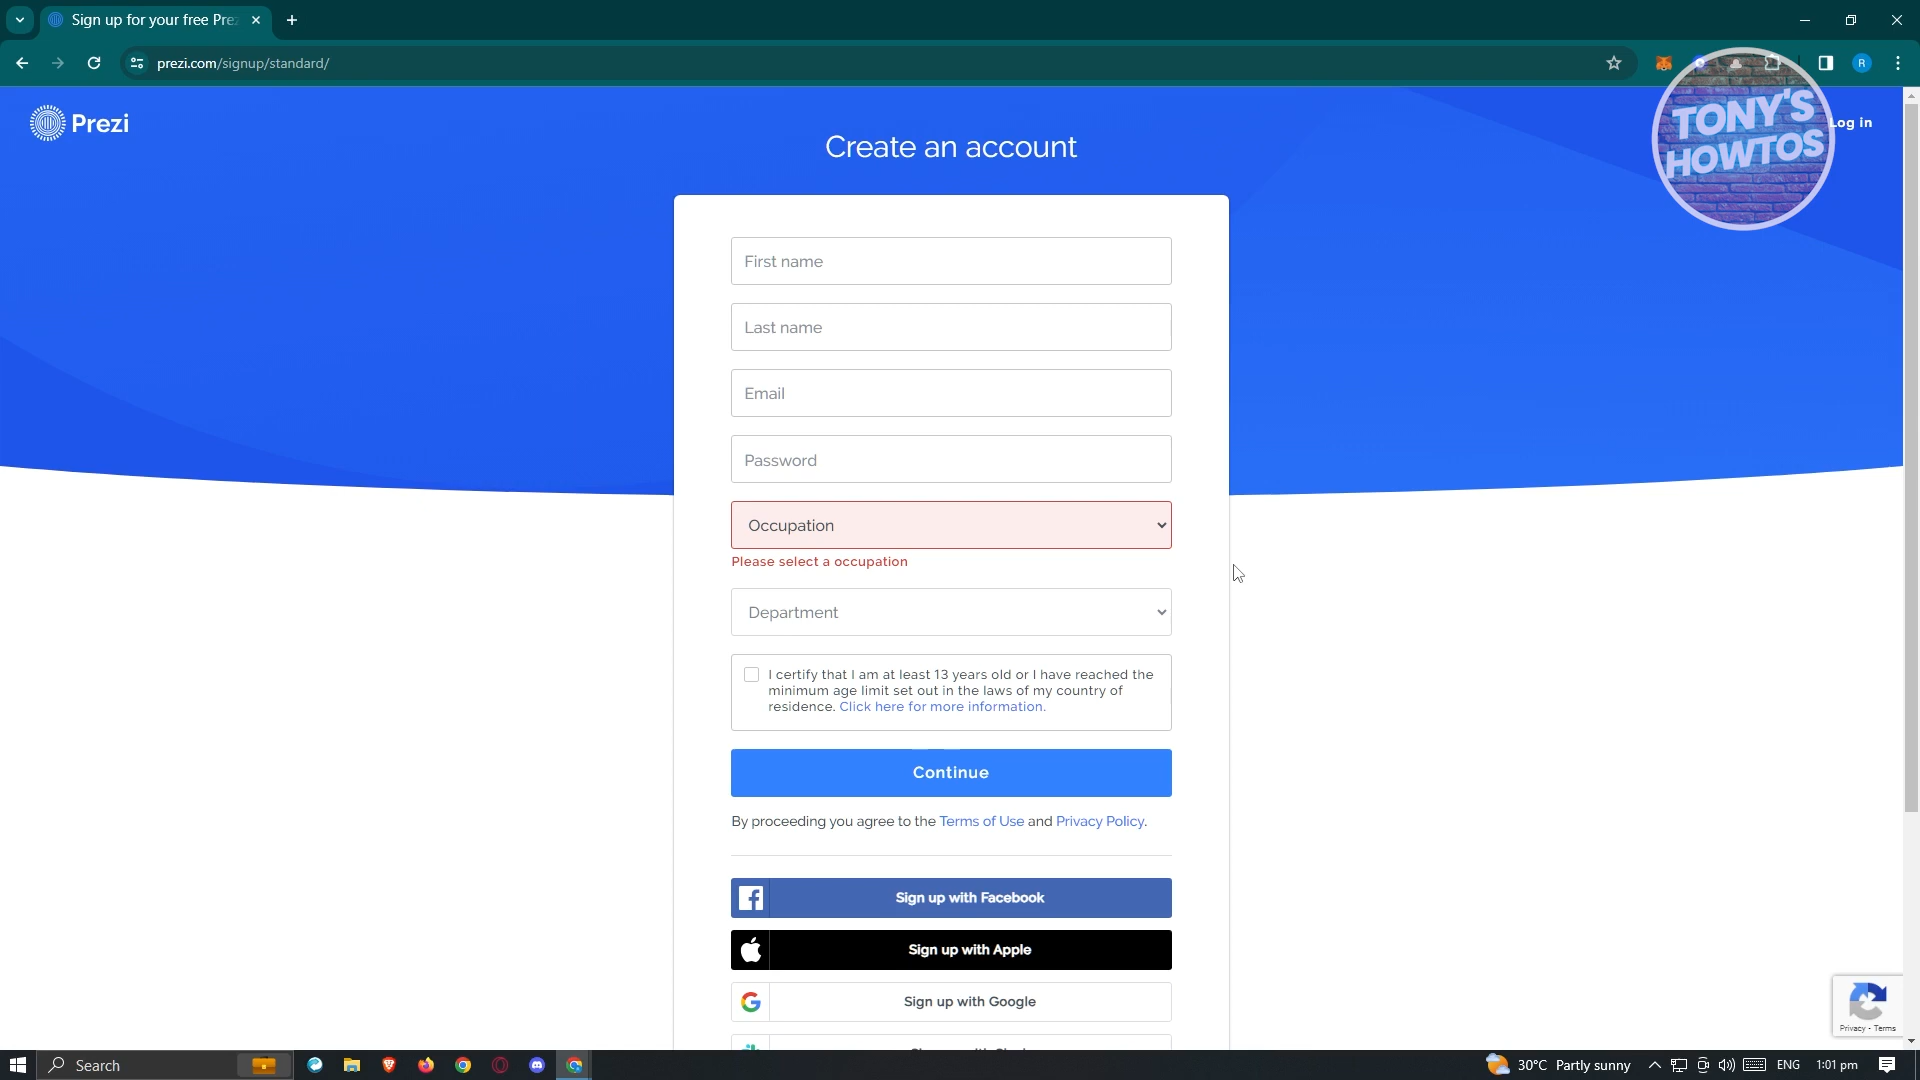 Sign up for your free Pre
prezi.com/signup/standard/
R
Prezi
Log in
TONY'S
HOWTOS
Create an account
First name
Last name
Email
Password
Occupation
Please select a occupation
Department
I certify that I am at least 13 years old or I have reached the
minimum age limit set out in the laws of my country of
residence. Click here for more information.
Continue
By proceeding you agree to the Terms of Use and Privacy Policy.
Sign up with Facebook
Sign up with Apple
Sign up with Google
Privacy - Terms
Search
30°C Partly sunny
ENG
1:01 pm